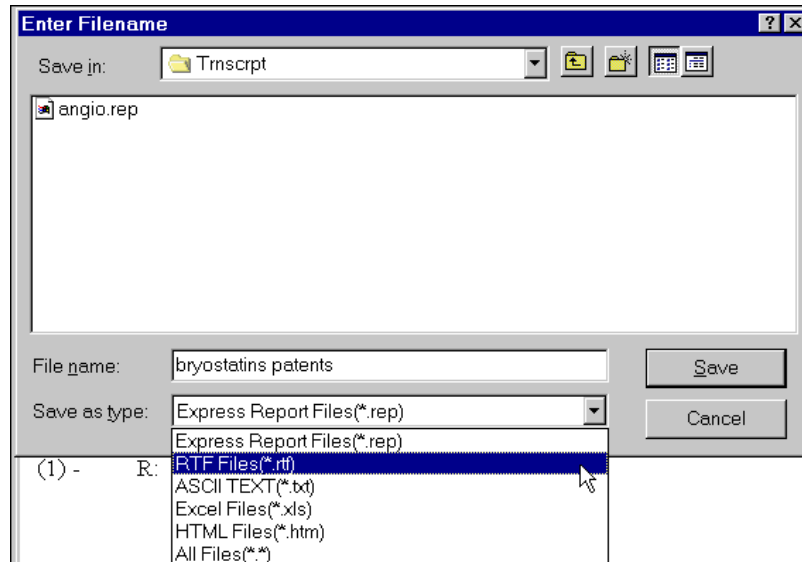 Enter Filename
Save in: Trnscrpt
angio.rep
File name: bryostatins patents Save
Save as type: Express Report Files(*.rep) Cancel
Express Report Files(*.rep)
(1) - R: RTF Files(*.rtf)
ASCII TEXT(*.txt)
Excel Files(*.xls)
HTML Files(*.htm)
All Files(*.*)